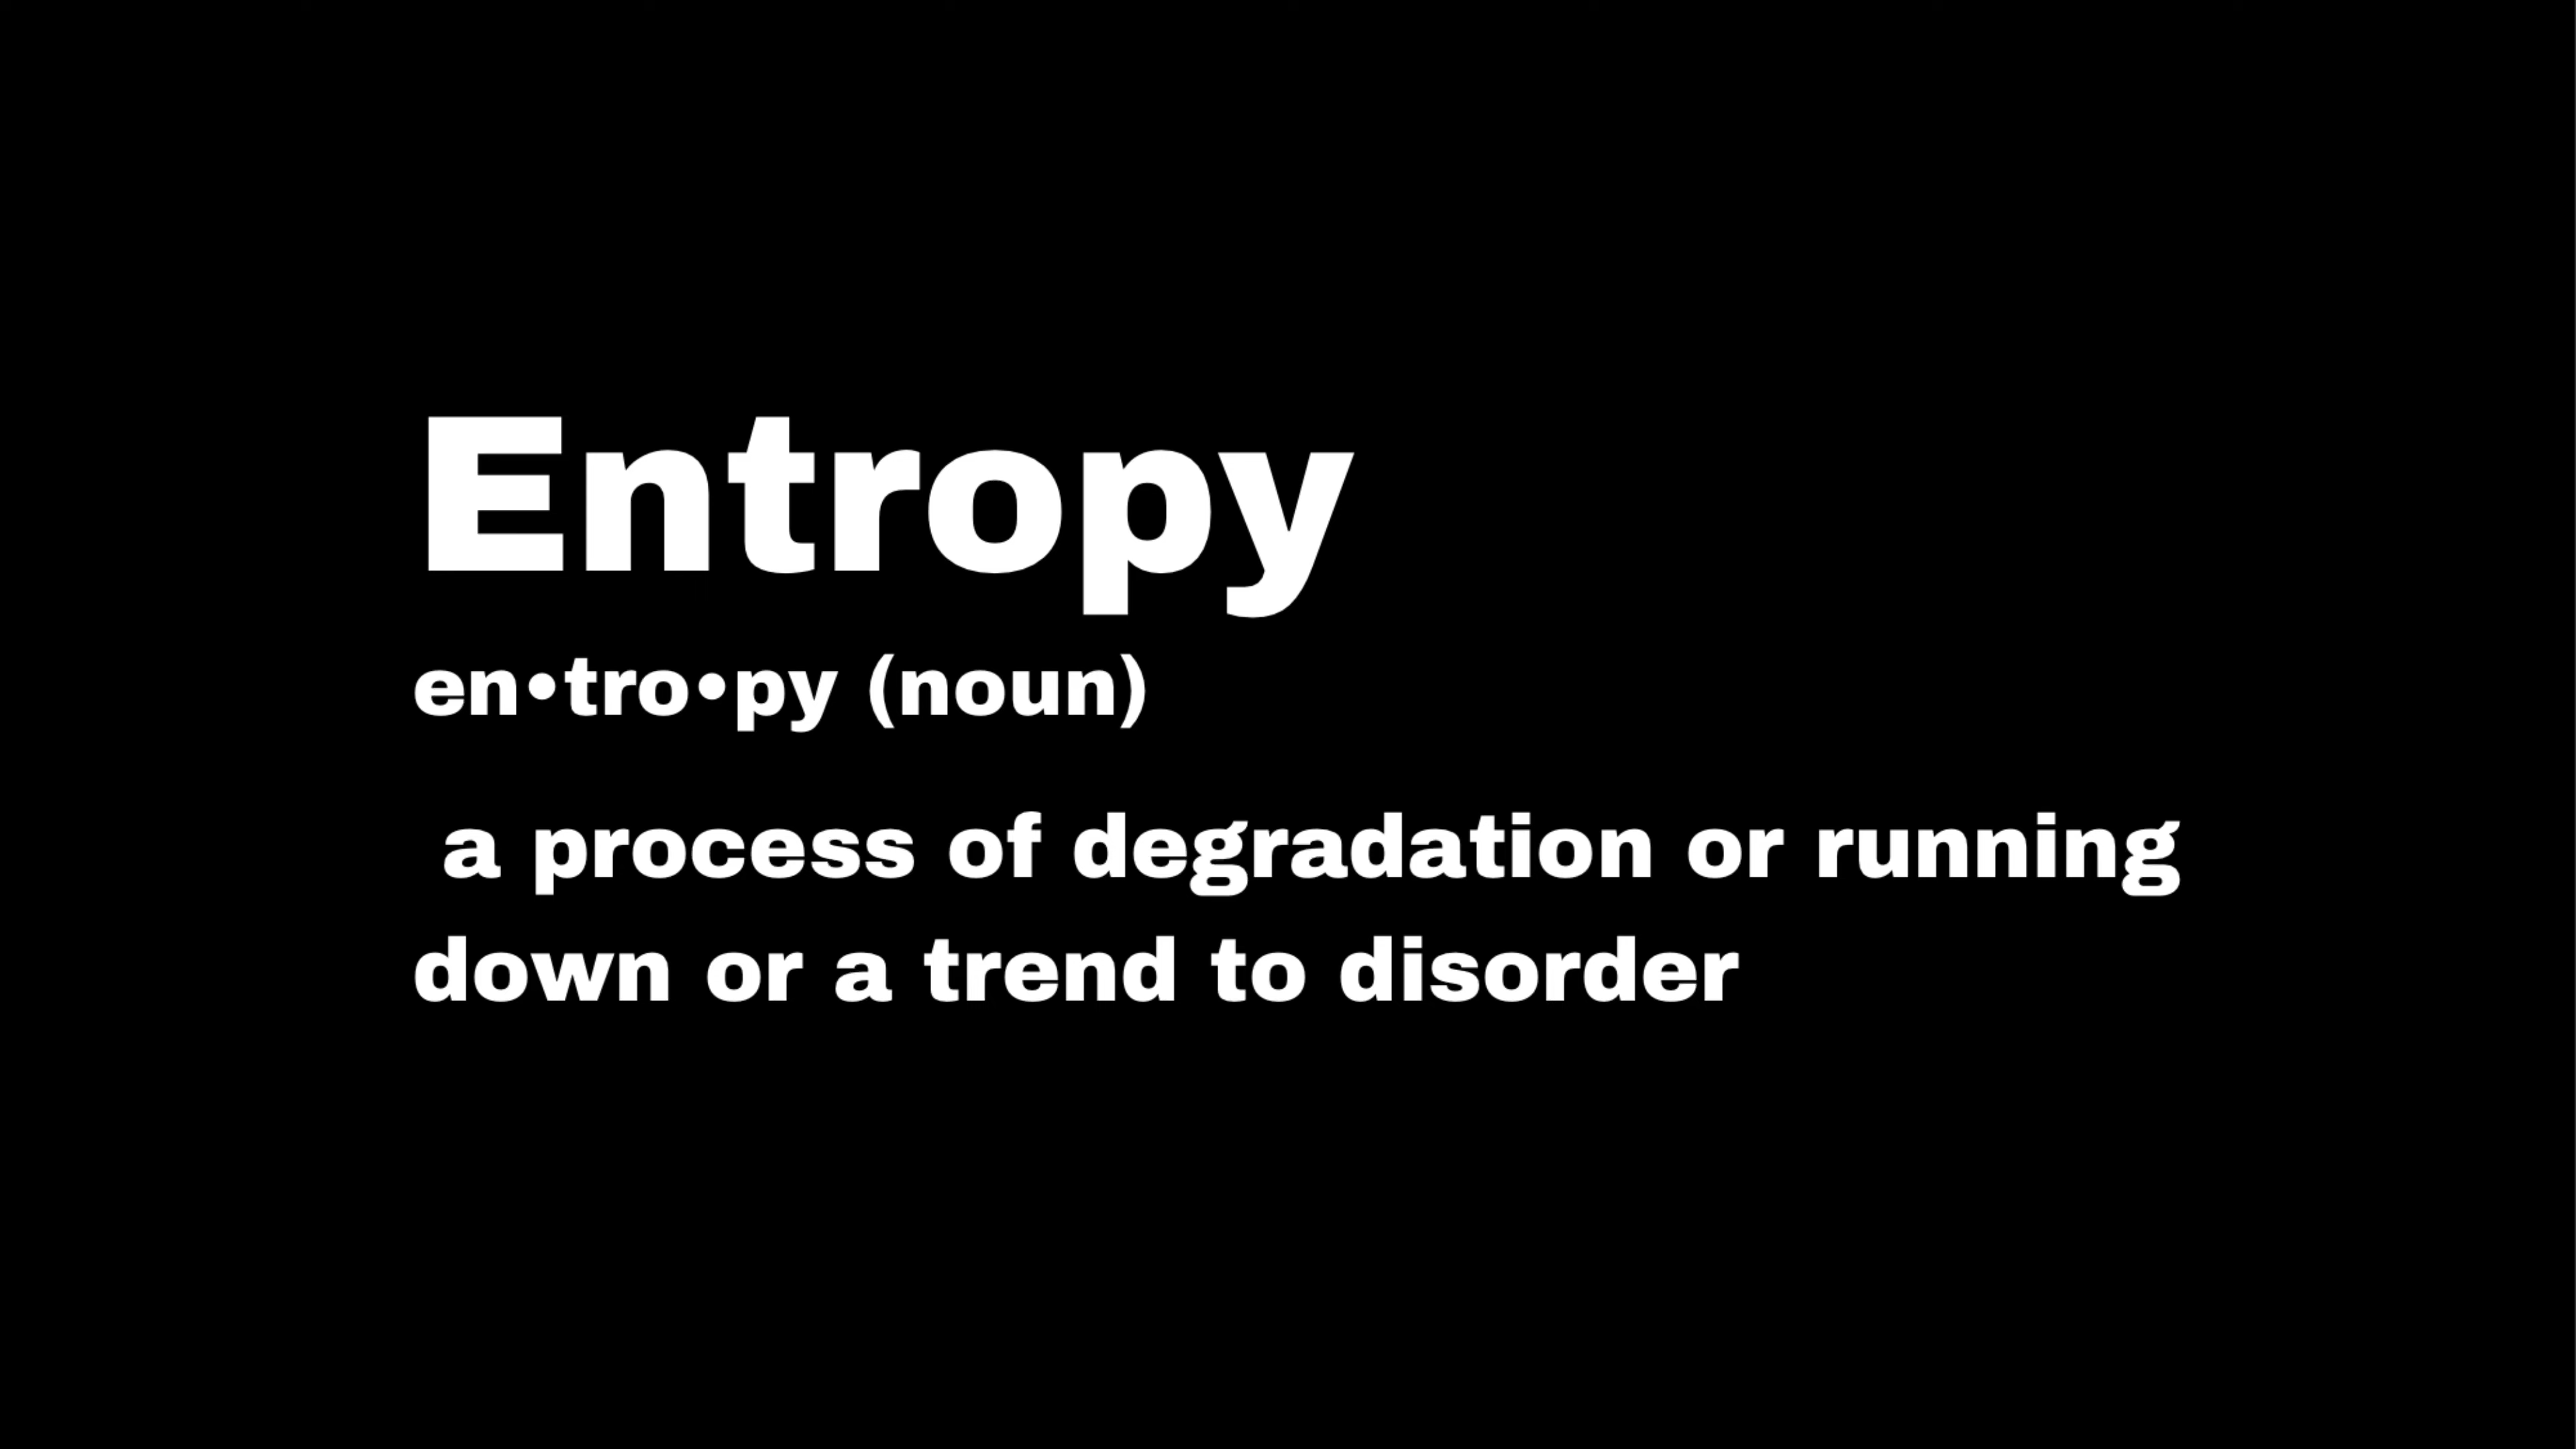 Entropy
en•tro•py (noun)
a process of degradation or running
down or a trend to disorder